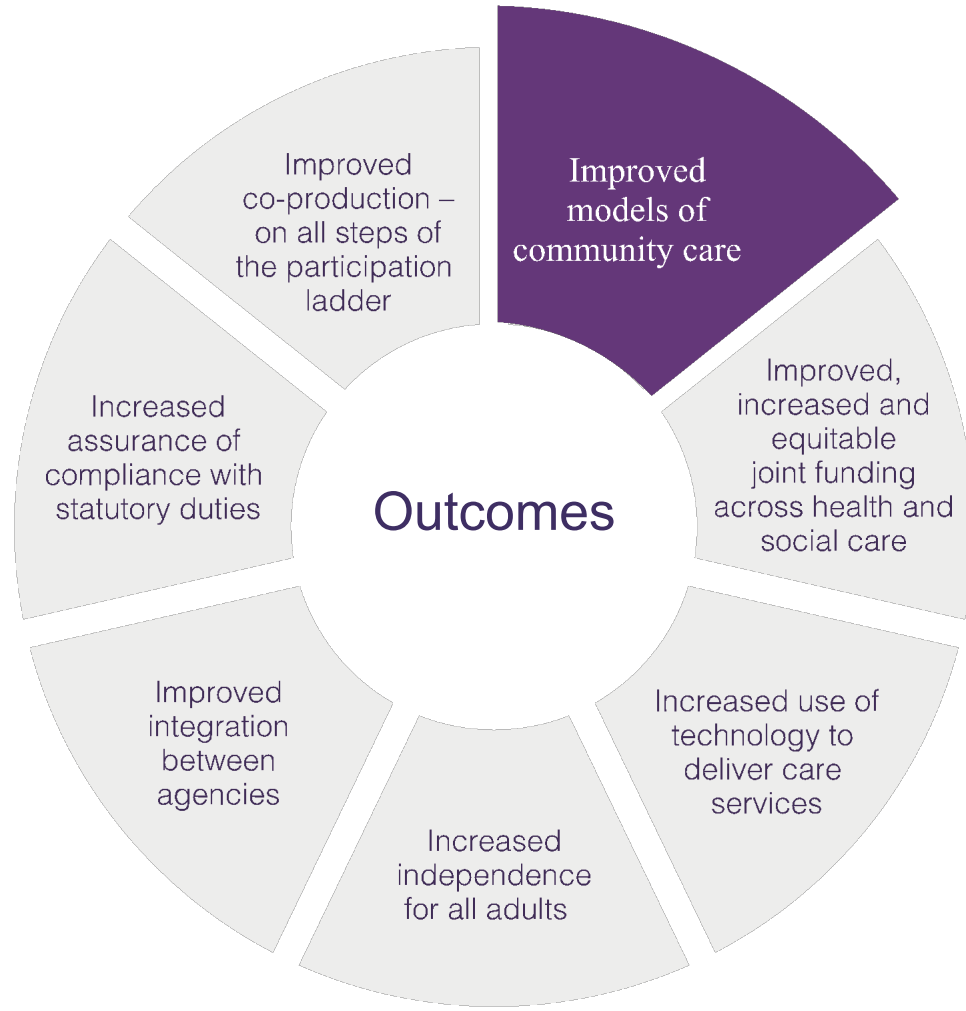 Improved
models of
community care
Improved,
increased and
equitable
joint funding
across health and
social care
Increased use of
technology to
deliver care
services
Increased
independence
for all adults
Improved
integration
between
agencies
Increased
assurance of
compliance with
statutory duties
Improved
co-production –
on all steps of
the participation
ladder
Outcomes